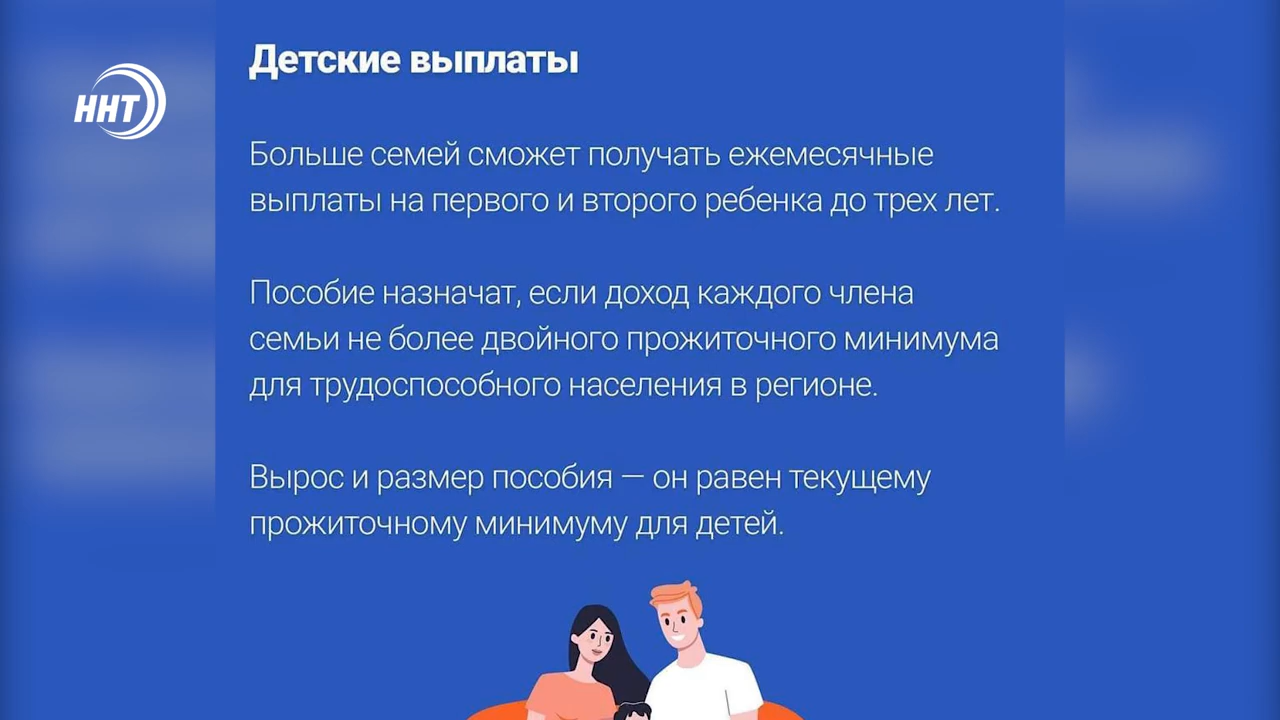 Детские выплаты
ННТ
Больше семей сможет получать ежемесячные
выплаты на первого и второго ребенка до трех лет.
Пособие назначат, если доход каждого члена
семьи не более двойного прожиточного минимума
для трудоспособного населения в регионе.
Вырос и размер пособия — он равен текущему
прожиточному минимуму для детей.